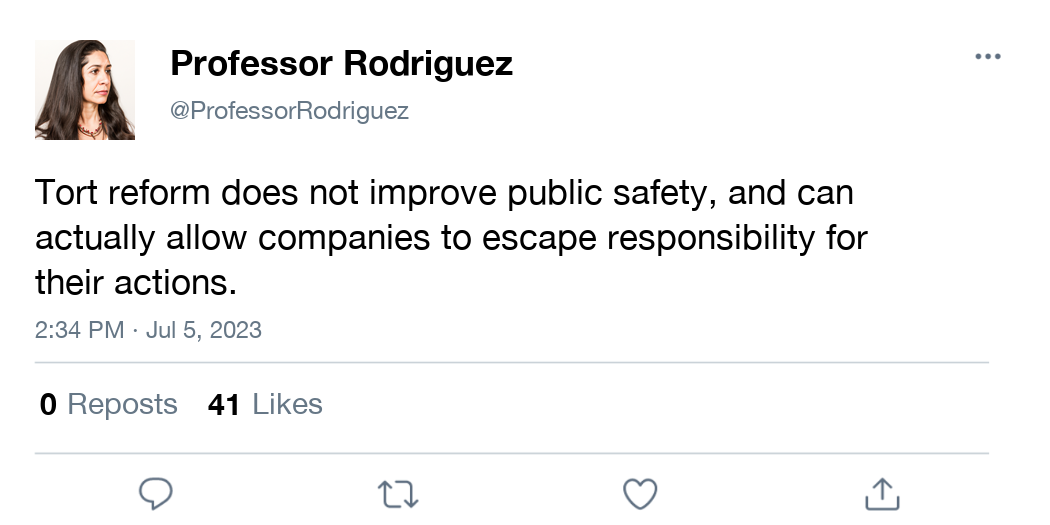 Professor Rodriguez
@ProfessorRodriguez
Tort reform does not improve public safety, and can
actually allow companies to escape responsibility for
their actions.
2:34 PM · Jul 5, 2023
0 Reposts 41 Likes